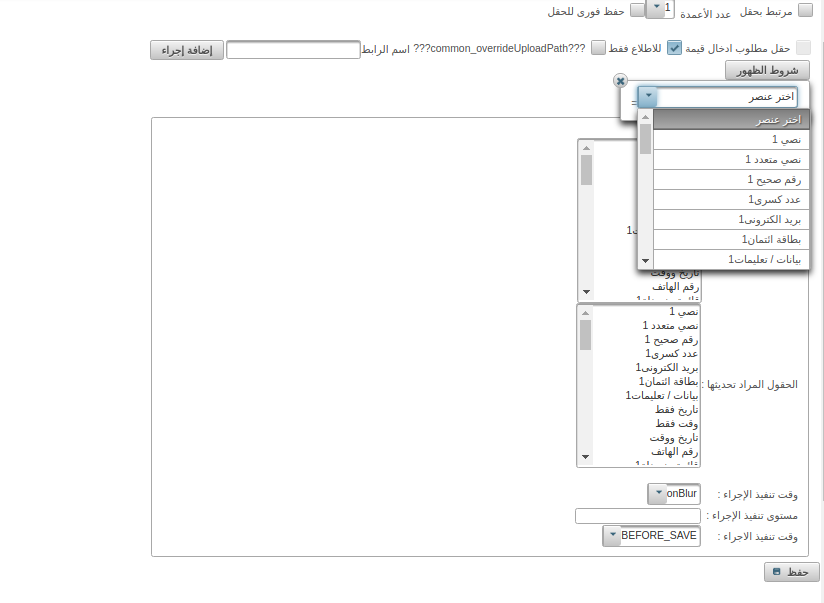 مرتبط بحقل عدد الأعمدة 1 حفظ فورى للحقل
حقل مطلوب ادخال قيمة للاطلاع فقط ???common_overrideUploadPath??? اسم الرابط إضافة إجراء
شروط الظهور
اختر عنصر =
اختر عنصر
نصي 1
نصي متعدد 1
رقم صحيح 1
عدد كسرى1
بريد الكترونى1
بطاقة ائتمان1
بيانات / تعليمات1
تاريخ ووقت
رقم الهاتف
الحقول المراد تحديثها :
نصي 1
نصي متعدد 1
رقم صحيح 1
عدد كسرى1
بريد الكترونى1
بطاقة ائتمان1
بيانات / تعليمات1
تاريخ فقط
وقت فقط
تاريخ ووقت
رقم الهاتف
وقت تنفيذ الإجراء : onBlur
مستوى تنفيذ الإجراء :
وقت تنفيذ الاجراء : BEFORE_SAVE
حفظ